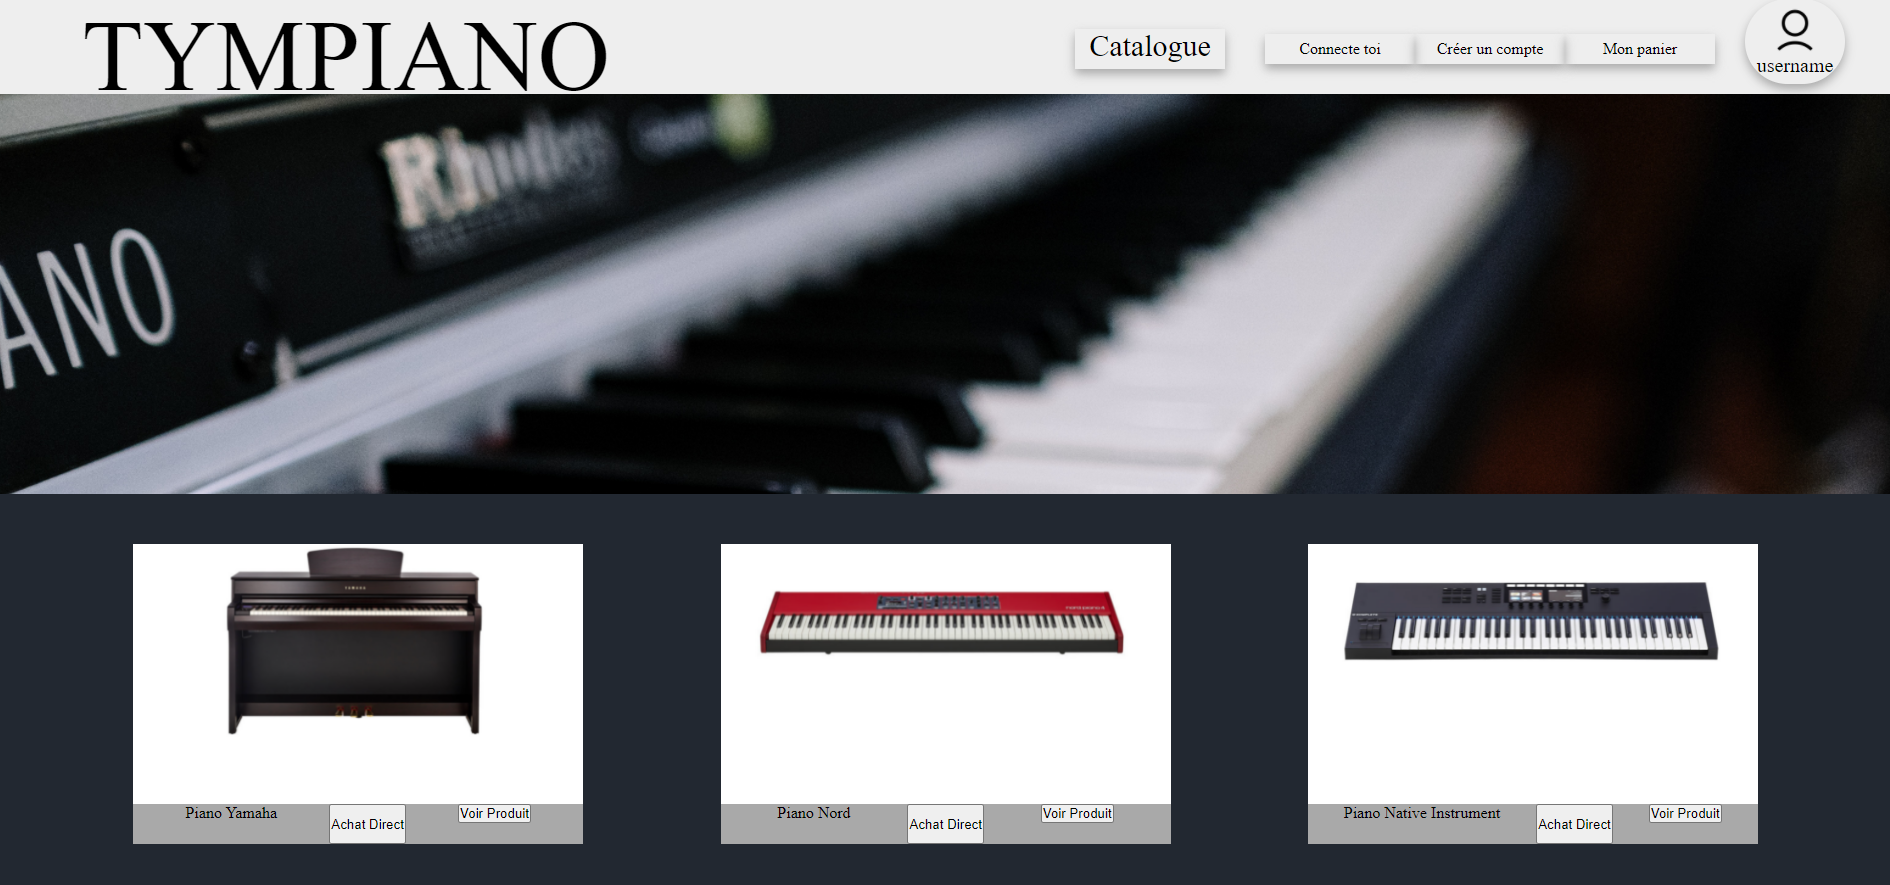 TYMPIANO
Catalogue
Connecte toi
Créer un compte
Mon panier
username
Rhodes
ANO
YAMAHA
Piano Yamaha
Achat Direct
Voir Produit
Piano Nord
Achat Direct
Voir Produit
Piano Native Instrument
Achat Direct
Voir Produit